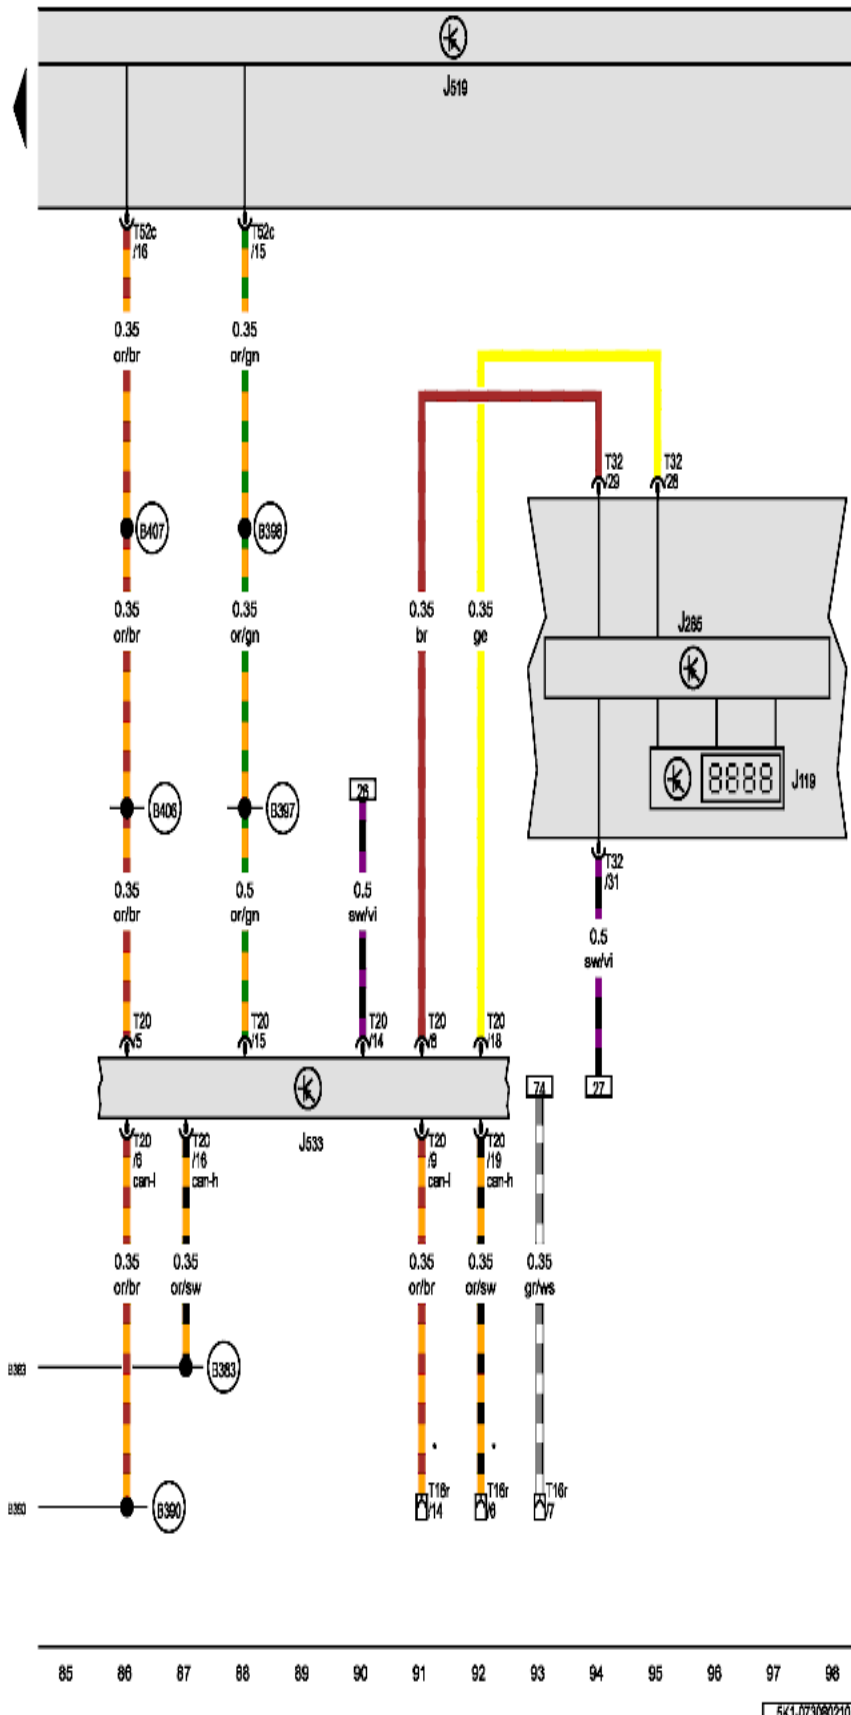 J519
T52c
/16
T52c
/15
0.35
or/br
0.35
or/gn
T32
/29
T32
/28
B407
B398
0.35
or/br
0.35
or/gn
0.35
br
0.35
ge
J285
26
8888
J119
B406
B397
T32
/31
0.35
or/br
0.5
or/gn
0.5
sw/vi
0.5
sw/vi
T20
/5
T20
/15
T20
/14
T20
/8
T20
/18
74
27
J533
T20
/6
can-l
T20
/16
can-h
T20
/9
can-l
T20
/19
can-h
0.35
or/br
0.35
or/sw
0.35
or/br
0.35
or/sw
0.35
gr/ws
B383
B383
*
*
T16r
/14
T16r
/6
T16r
/7
B390
B390
85 86 87 88 89 90 91 92 93 94 95 96 97 98
5K1-073080210